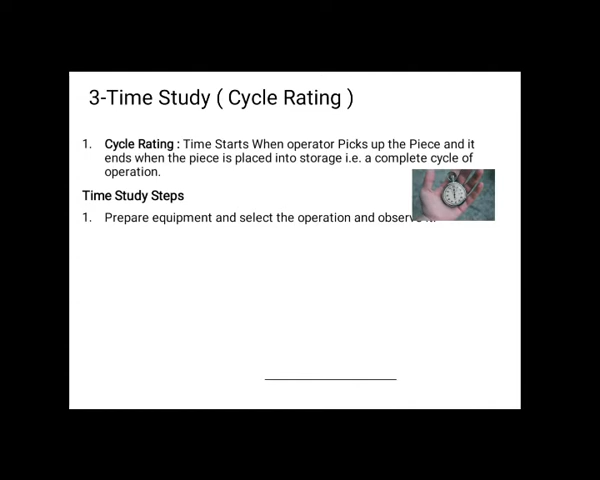 3-Time Study ( Cycle Rating )
1. Cycle Rating : Time Starts When operator Picks up the Piece and it
ends when the piece is placed into storage i.e. a complete cycle of
operation.
Time Study Steps
1. Prepare equipment and select the operation and observe